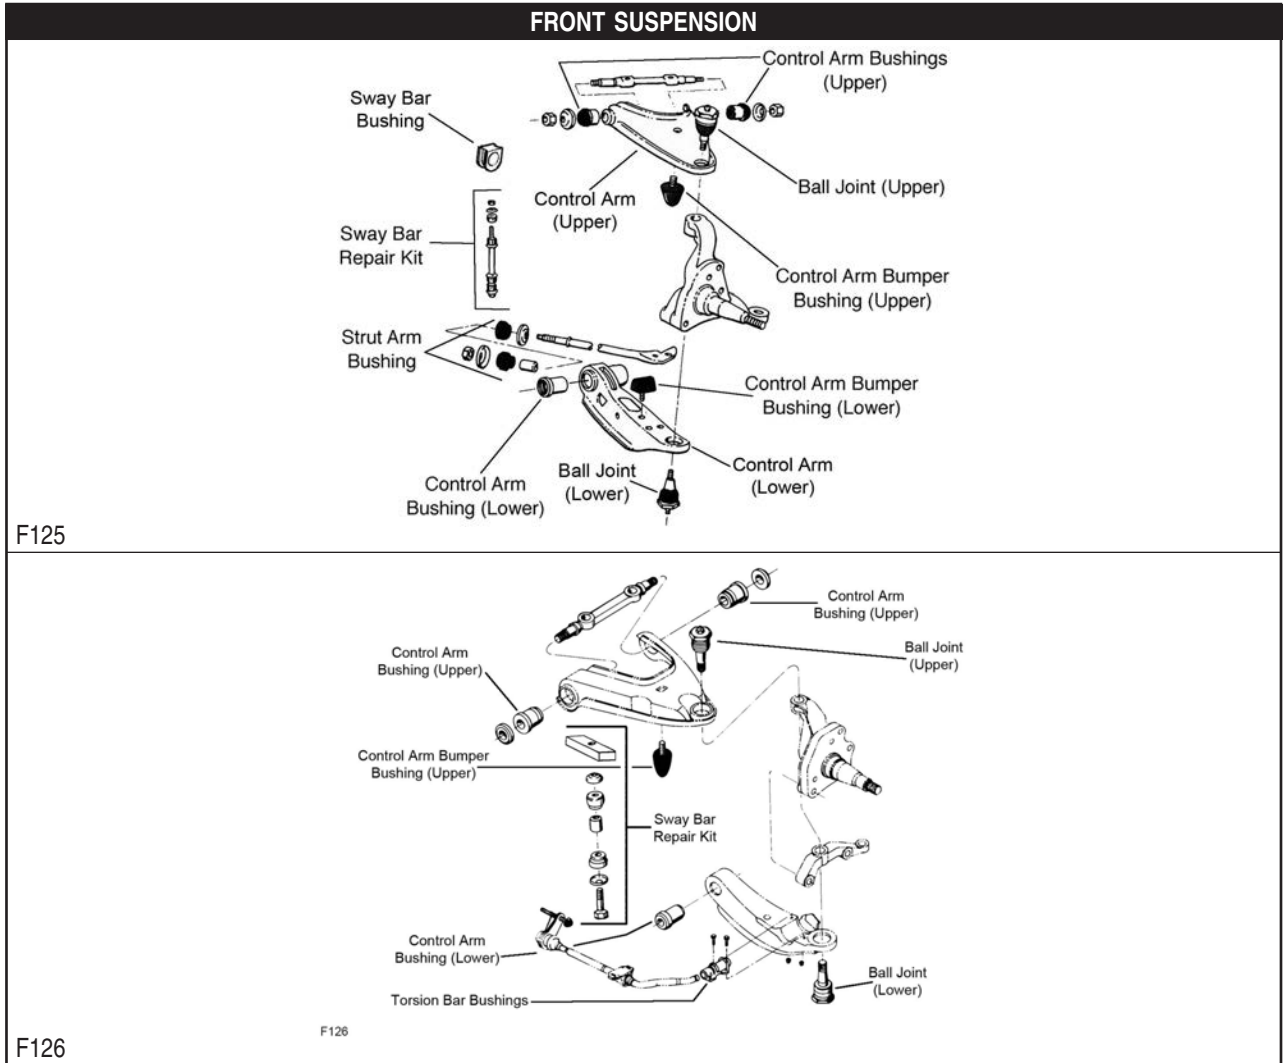 FRONT SUSPENSION
Control Arm Bushings
(Upper)
Sway Bar
Bushing
Ball Joint (Upper)
Control Arm
(Upper)
Sway Bar
Repair Kit
Control Arm Bumper
Bushing (Upper)
Strut Arm
Bushing
Control Arm Bumper
Bushing (Lower)
Ball Joint
(Lower)
Control Arm
(Lower)
Control Arm
Bushing (Lower)
F125
Control Arm
Bushing (Upper)
Ball Joint
(Upper)
Control Arm
Bushing (Upper)
Control Arm Bumper
Bushing (Upper)
Sway Bar
Repair Kit
Control Arm
Bushing (Lower)
Ball Joint
(Lower)
Torsion Bar Bushings
F126
F126